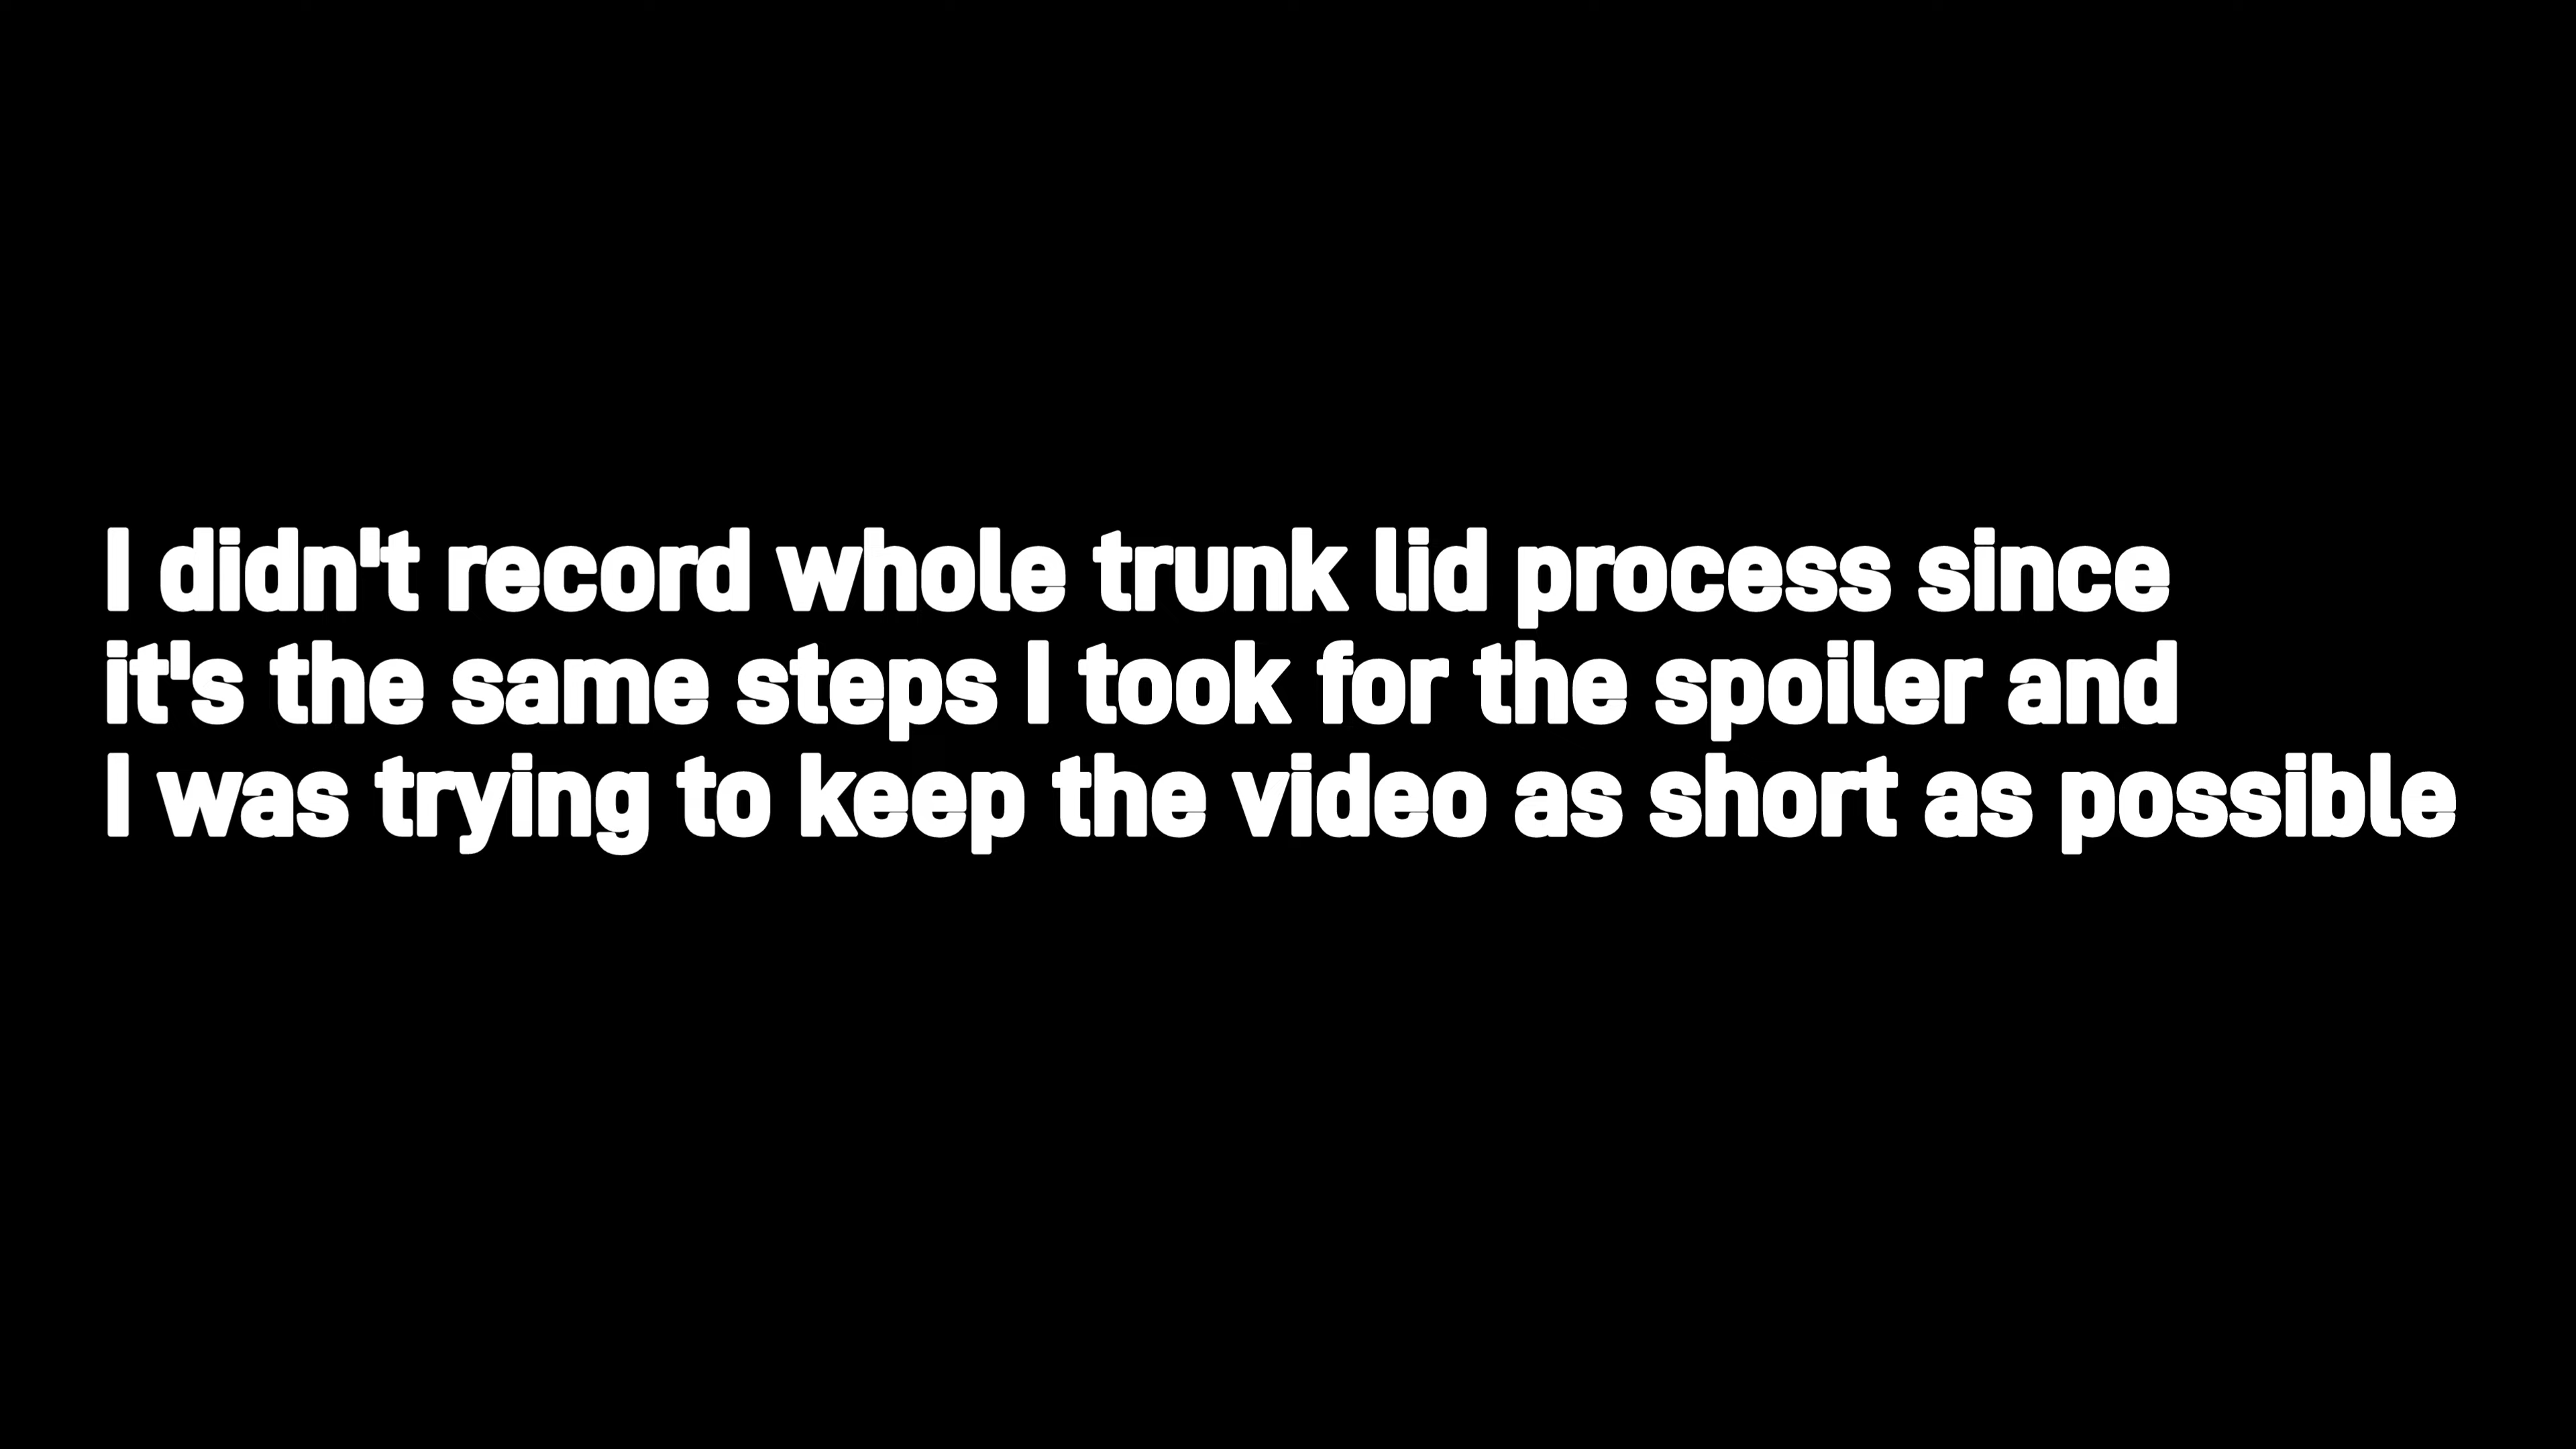 I didn't record whole trunk lid process since
it's the same steps I took for the spoiler and
I was trying to keep the video as short as possible